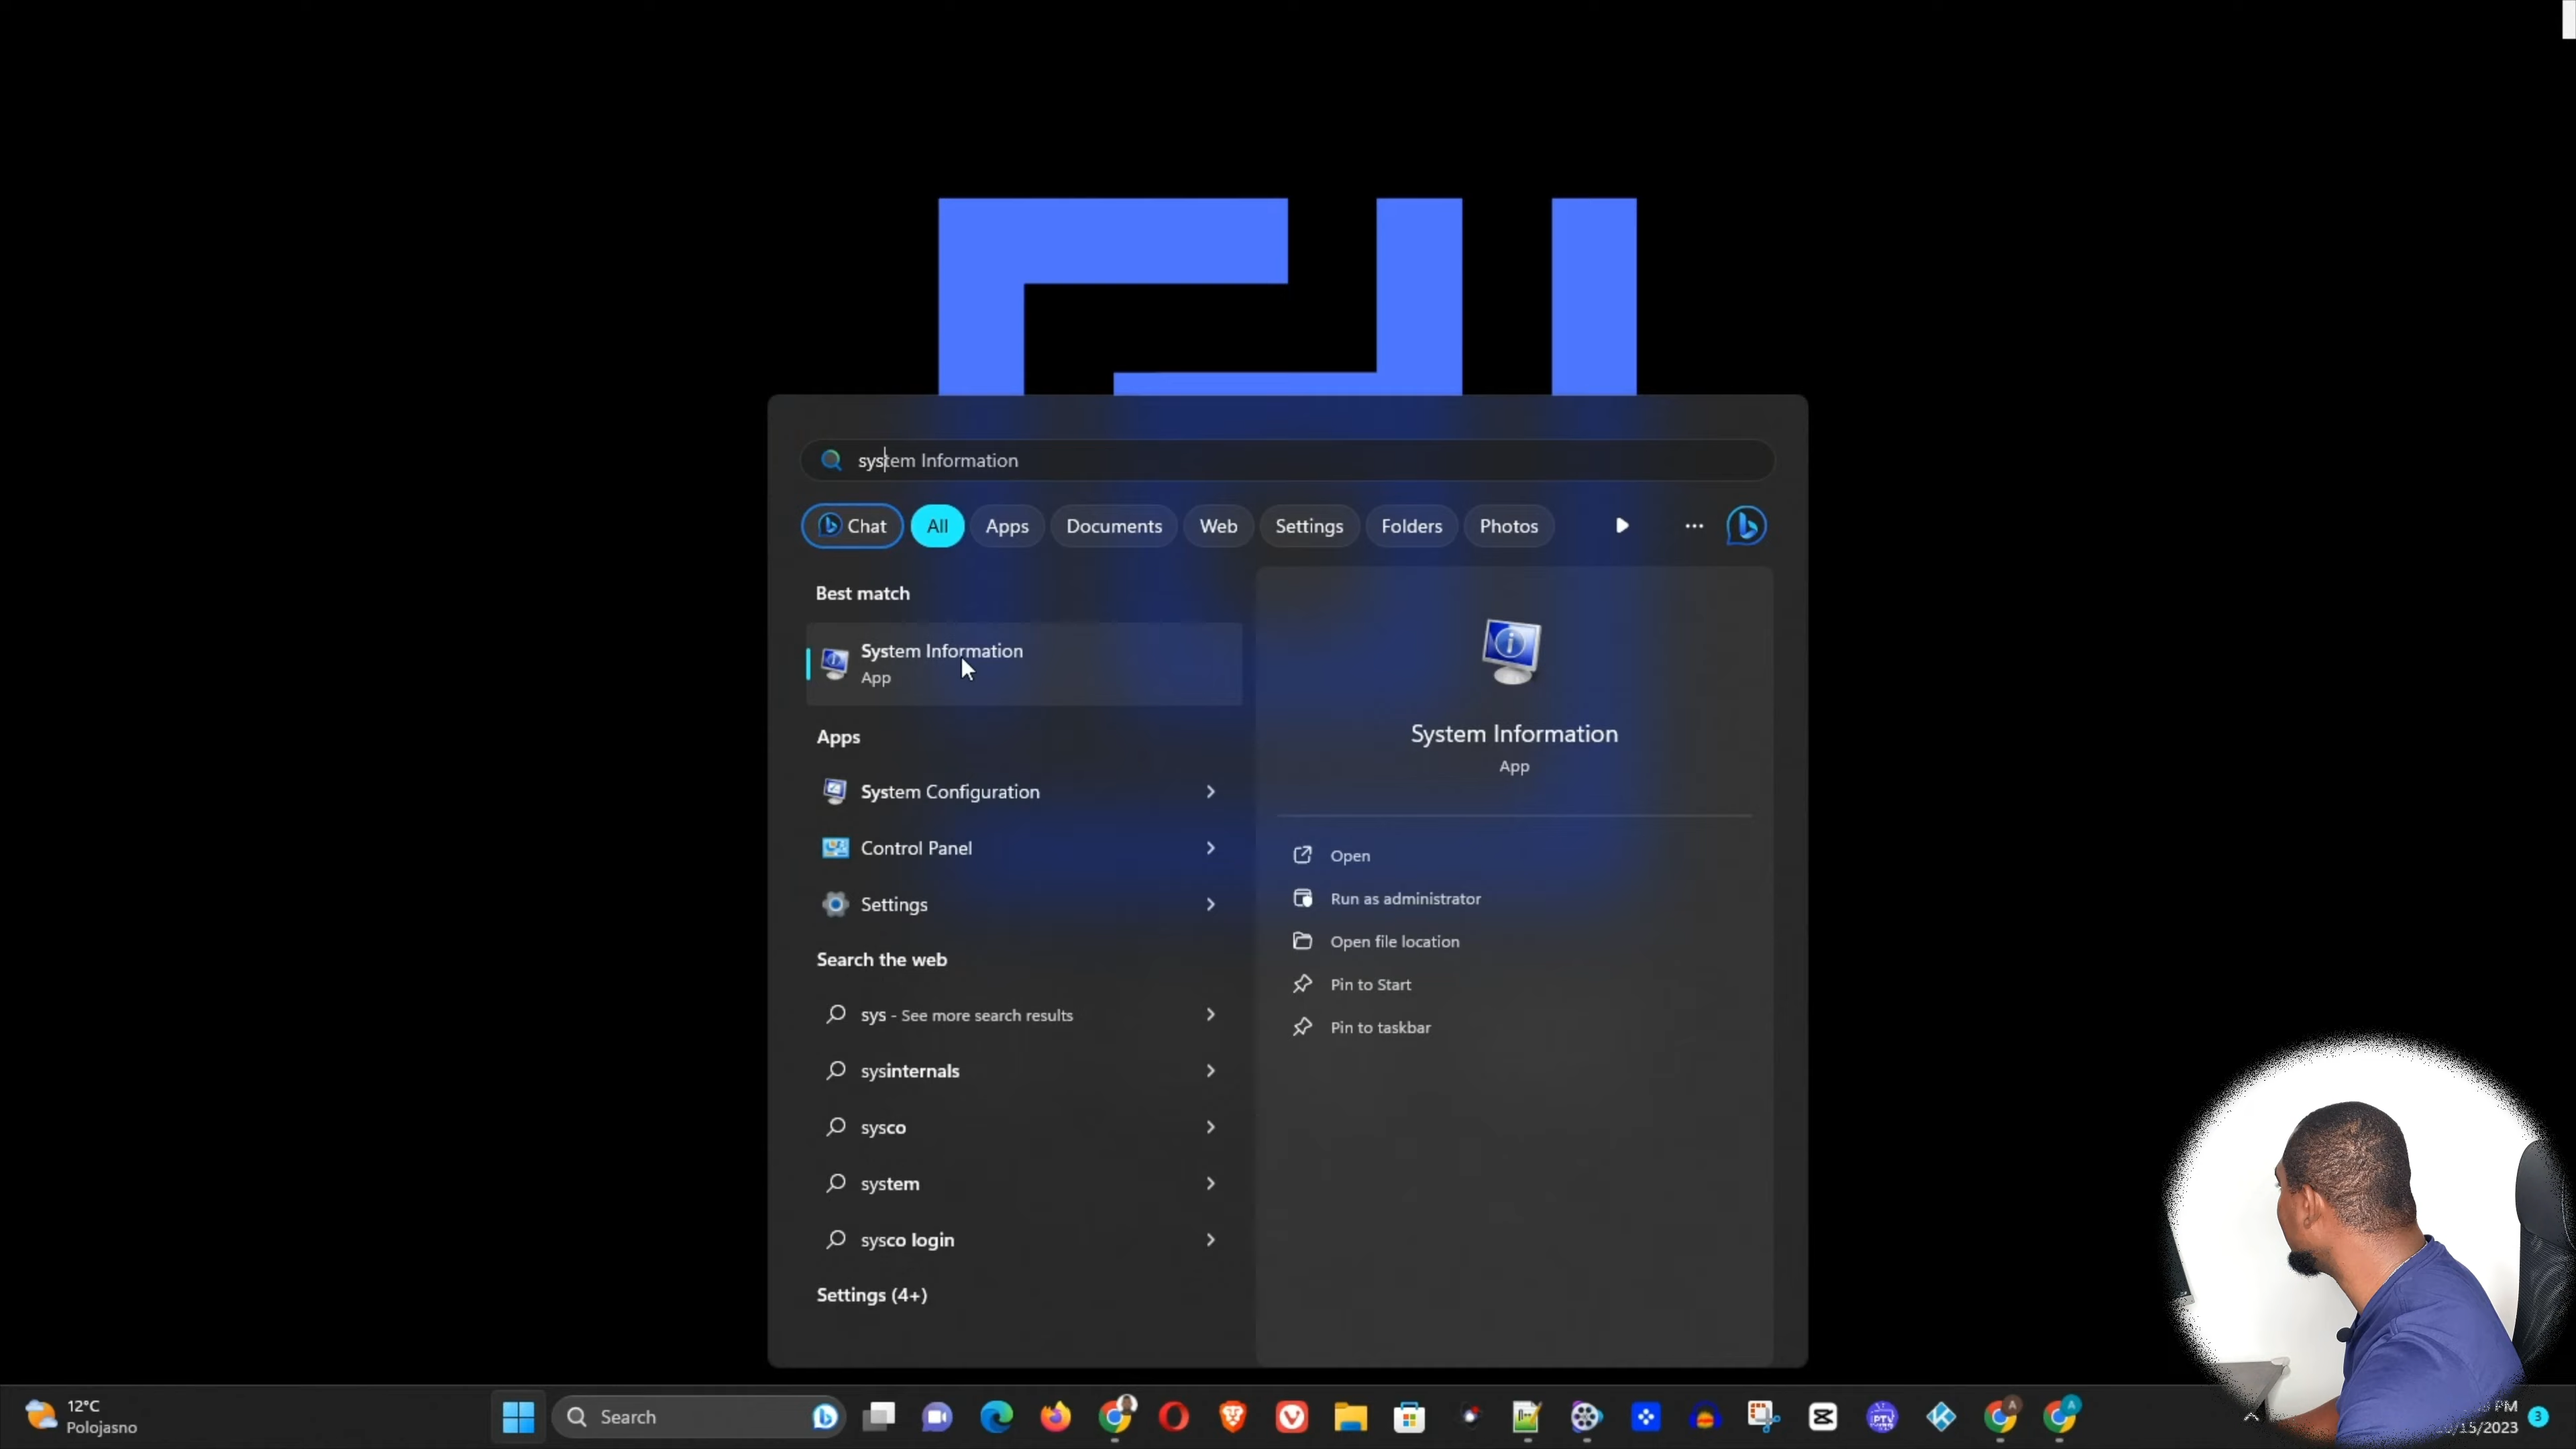 system Information
Chat
All
Apps
Documents
Web
Settings
Folders
Photos
Best match
System Information
App
Apps
System Configuration
Control Panel
Settings
Search the web
sys - See more search results
sysinternals
sysco
system
sysco login
Settings (4+)
System Information
App
Open
Run as administrator
Open file location
Pin to Start
Pin to taskbar
12°C
Polojasno
Search
PTV
PM
/15/2023
3